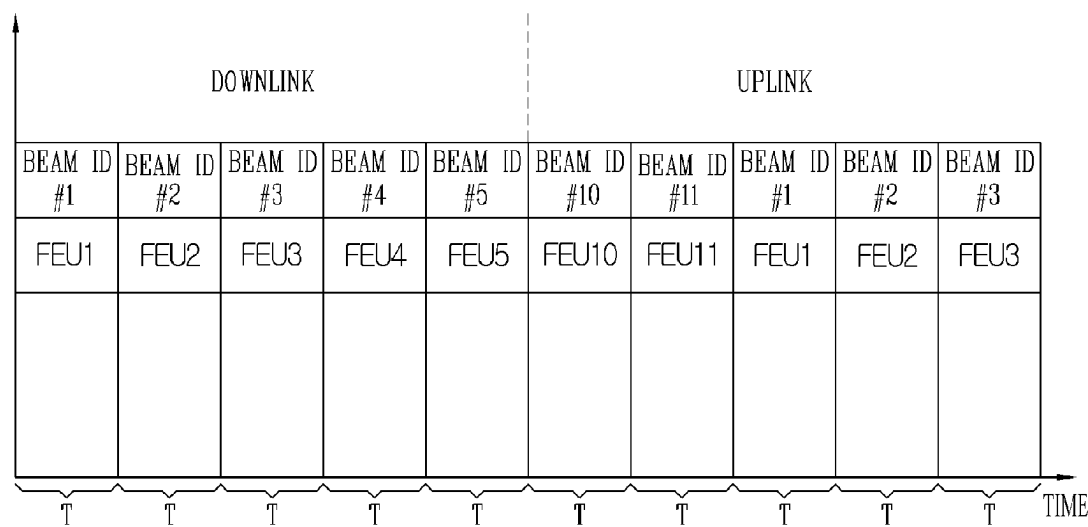 DOWNLINK UPLINK
BEAM ID BEAM ID BEAM ID BEAM ID BEAM ID BEAM ID BEAM ID BEAM ID BEAM ID BEAM ID
#1 #2 #3 #4 #5 #10 #11 #1 #2 #3
FEU1 FEU2 FEU3 FEU4 FEU5 FEU10 FEU11 FEU1 FEU2 FEU3
T T T T T T T T T T TIME